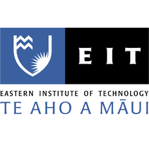 EIT
EASTERN INSTITUTE OF TECHNOLOGY
TE AHO A MĀUI